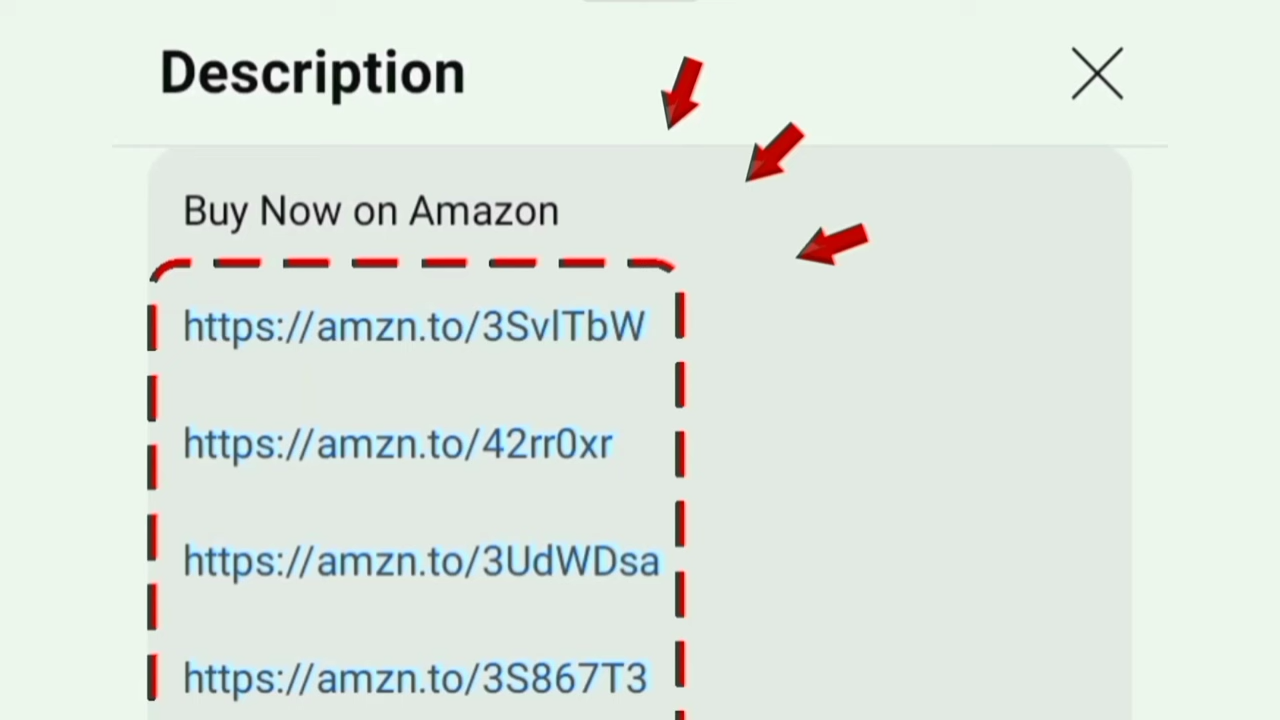 Description
Buy Now on Amazon
https://amzn.to/3SvlTbW
https://amzn.to/42rr0xr
https://amzn.to/3UdWDsa
https://amzn.to/3S867T3